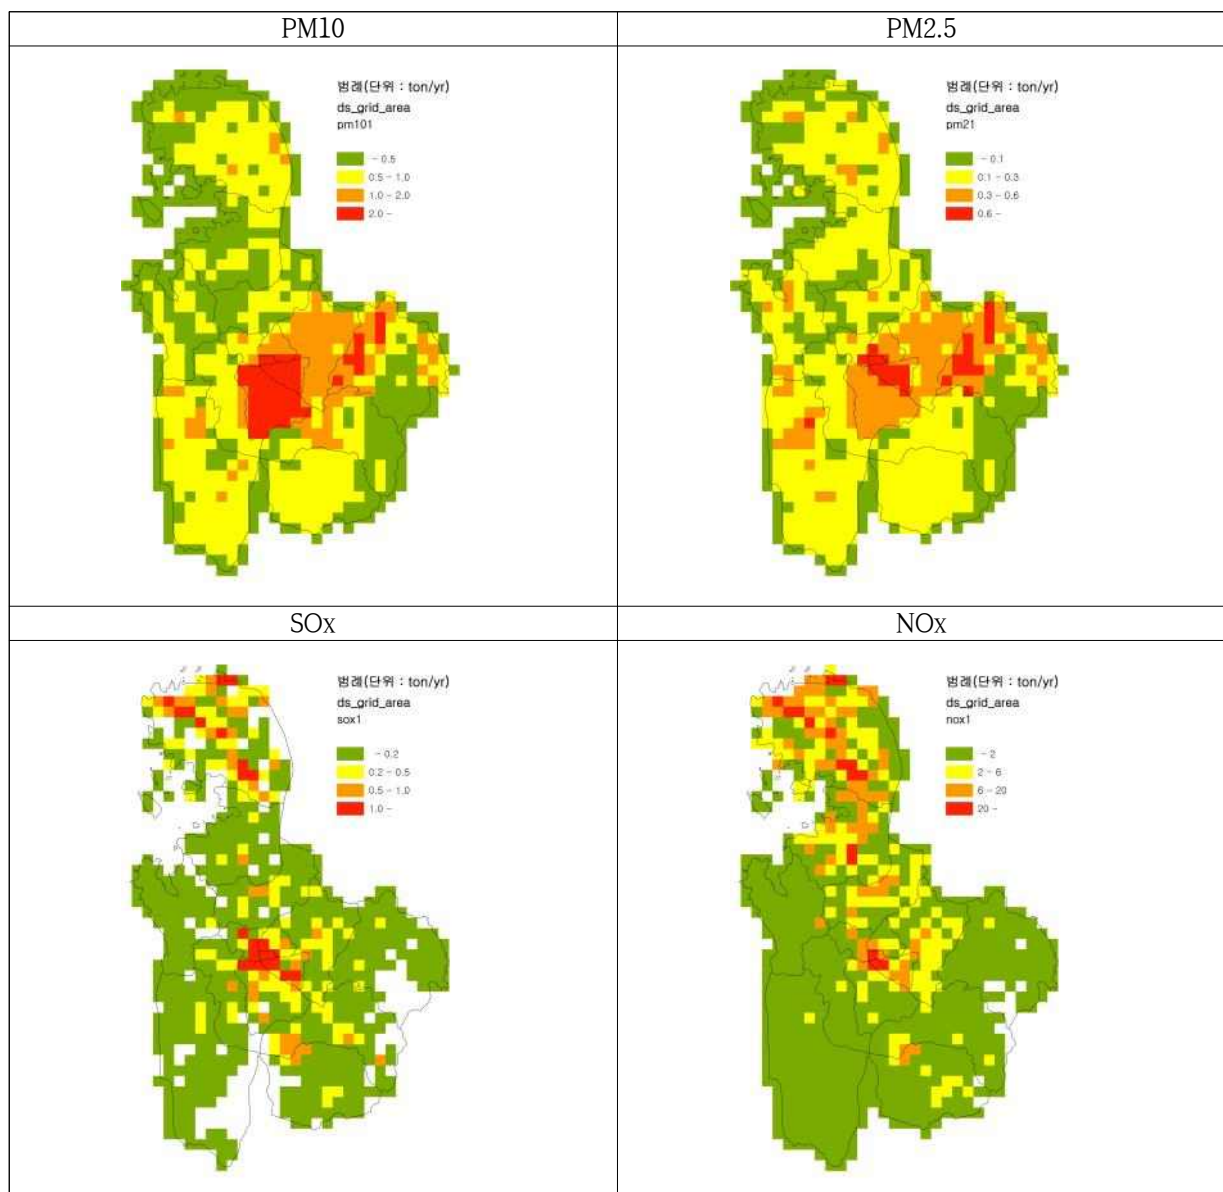 PM10
PM2.5
범례(단위 : ton/yr)
ds_grid_area
pm101
- 0.5
0.5 - 1.0
1.0 - 2.0
2.0 -
범례(단위 : ton/yr)
ds_grid_area
pm21
- 0.1
0.1 - 0.3
0.3 - 0.6
0.6 -
SOx
NOx
범례(단위 : ton/yr)
ds_grid_area
sox1
- 0.2
0.2 - 0.5
0.5 - 1.0
1.0 -
범례(단위 : ton/yr)
ds_grid_area
nox1
- 2
2 - 6
6 - 20
20 -